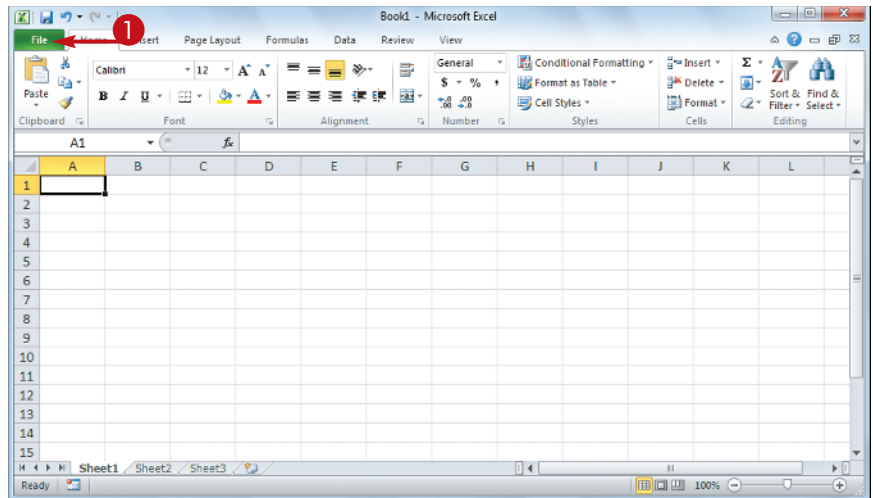 Book1 - Microsoft Excel
1
File Home Insert Page Layout Formulas Data Review View
Calibri 12 A A General Conditional Formatting Insert Σ
Paste B I U A $ % , Format as Table Delete Sort & Find &
.00 .0 Cell Styles Format Filter Select
Clipboard Font Alignment Number Styles Cells Editing
A1 fx
A B C D E F G H I J K L
1
2
3
4
5
6
7
8
9
10
11
12
13
14
15
Sheet1 Sheet2 Sheet3
Ready 100%